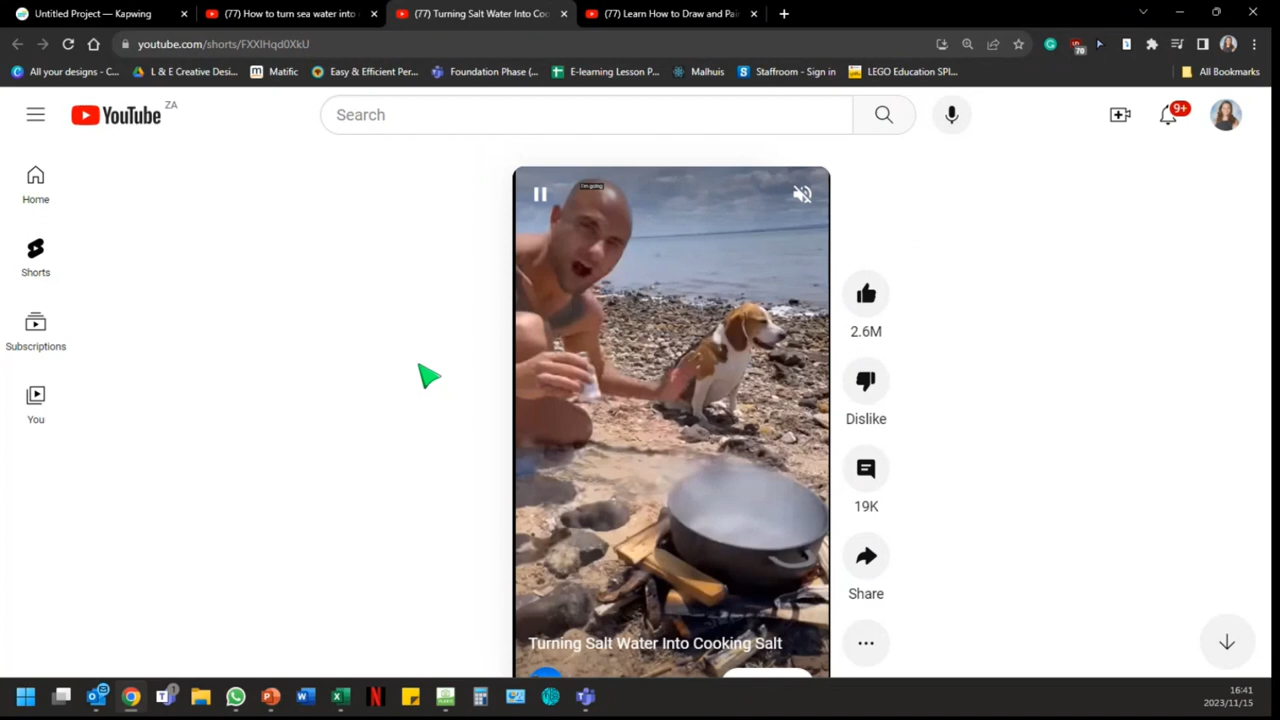 Untitled Project — Kapwing
(77) How to turn sea water into
(77) Turning Salt Water Into Coo
(77) Learn How to Draw and Pai
youtube.com/shorts/FXXIHqd0XkU
70
All your designs - C...
L & E Creative Desi...
Matific
Easy & Efficient Per...
Foundation Phase (...
E-learning Lesson P...
Malhuis
Staffroom - Sign in
LEGO Education SPI...
All Bookmarks
YouTube ZA
Search
9+
Home
Shorts
Subscriptions
You
I'm going
2.6M
Dislike
19K
Share
Turning Salt Water Into Cooking Salt
16:41
2023/11/15